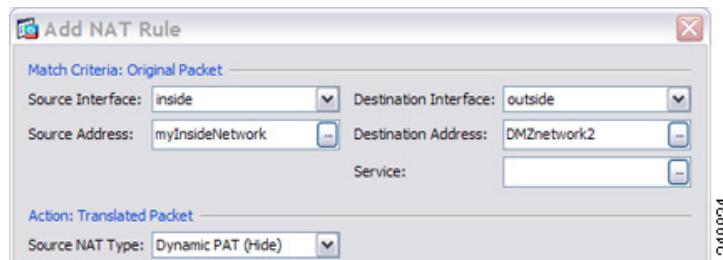 Add NAT Rule
Match Criteria: Original Packet
Source Interface: inside Destination Interface: outside
Source Address: myInsideNetwork ... Destination Address: DMZnetwork2 ...
Service: ...
Action: Translated Packet
Source NAT Type: Dynamic PAT (Hide)